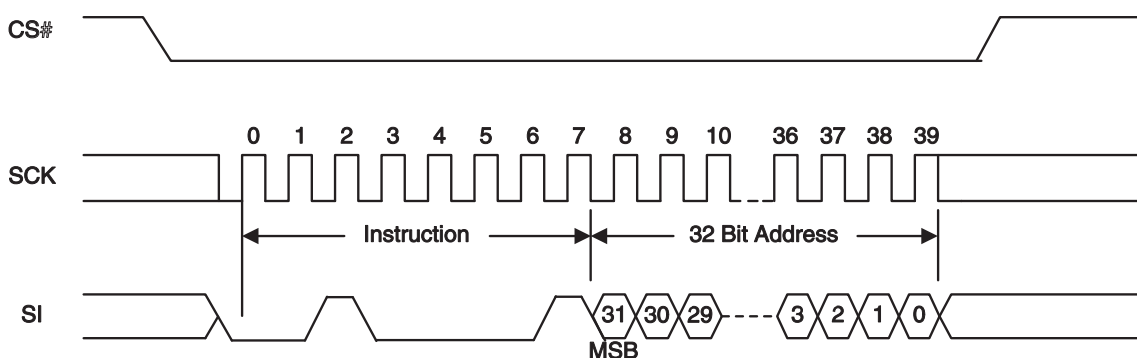 CS#
0 1 2 3 4 5 6 7 8 9 10 36 37 38 39
SCK
Instruction 32 Bit Address
SI 31 30 29 3 2 1 0
MSB